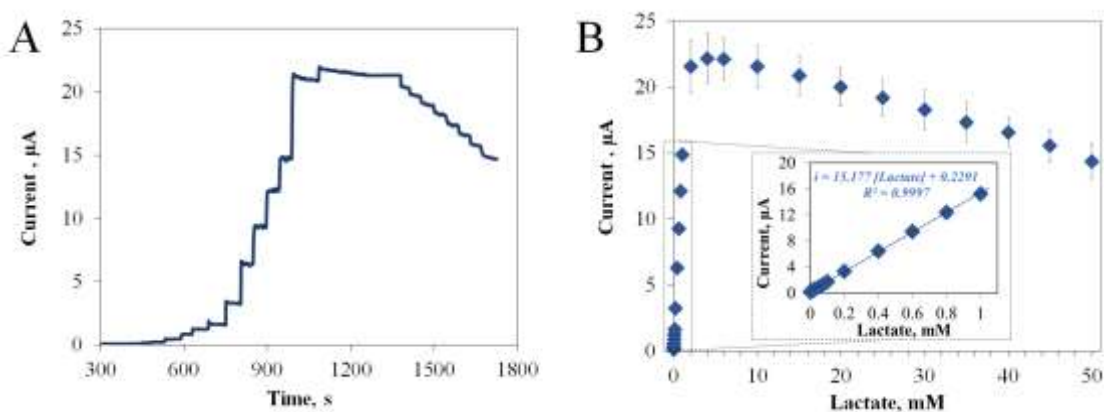 A
25
20
15
10
5
0
Current , µA
300 600 900 1200 1500 1800
Time, s
B
25
20
15
10
5
0
Current , µA
0 10 20 30 40 50
Lactate, mM
20
16
12
8
4
0
Current, µA
i = 15.177 [Lactate] + 0.2291
R² = 0.9997
0 0.2 0.4 0.6 0.8 1
Lactate, mM